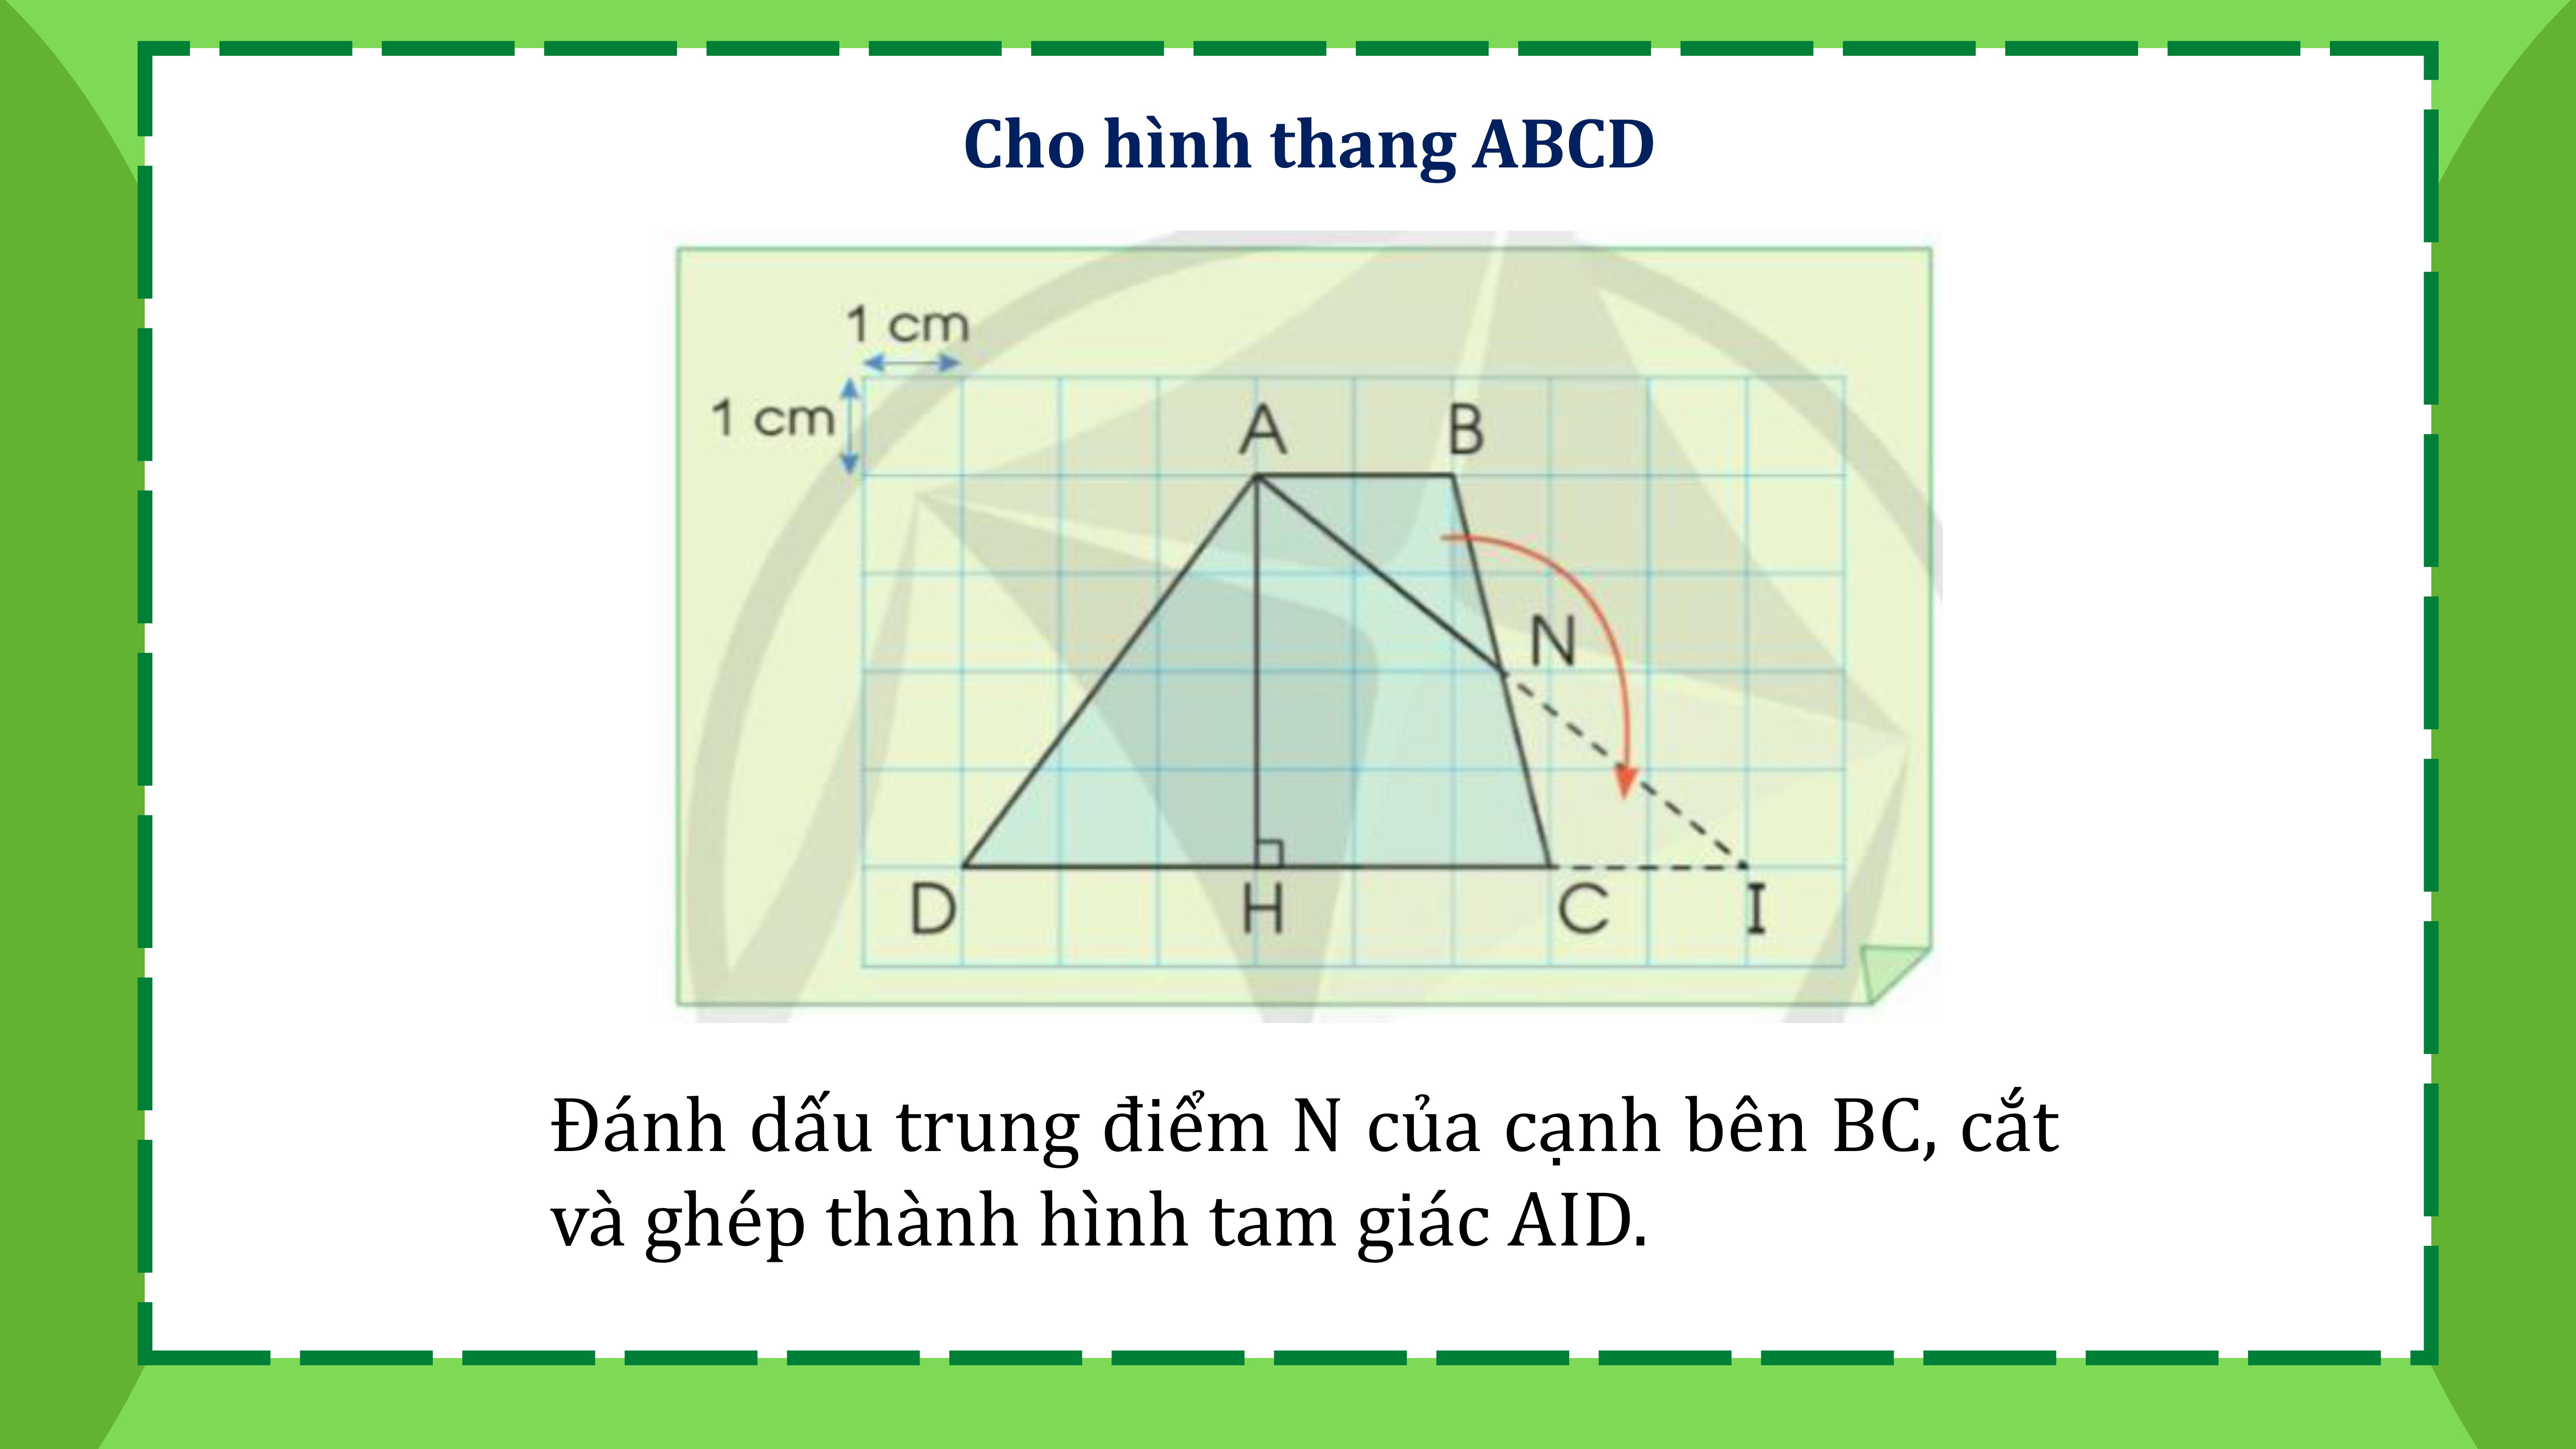 Cho hình thang ABCD
1 cm
1 cm
A B
N
D H C I
Đánh dấu trung điểm N của cạnh bên BC, cắt
và ghép thành hình tam giác AID.